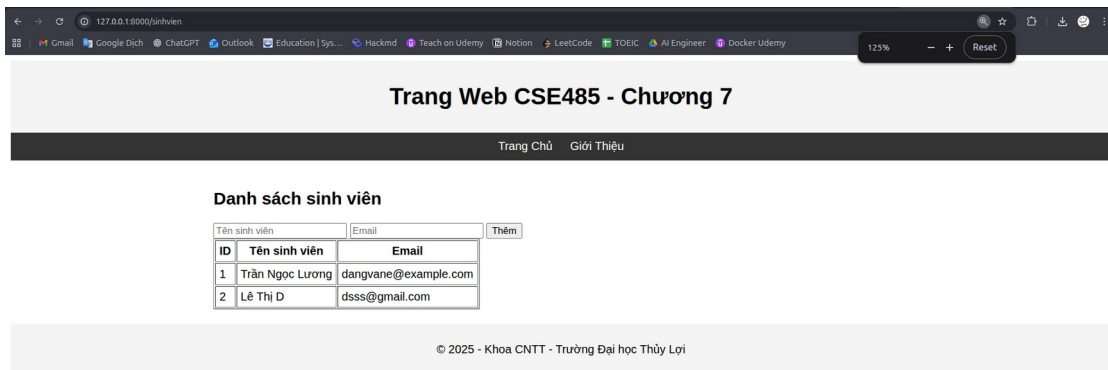 127.0.0.1:8000/sinhvien
Gmail Google Dịch ChatGPT Outlook Education | Sys... Hackmd Teach on Udemy Notion LeetCode TOEIC AI Engineer Docker Udemy
125% − + Reset
Trang Web CSE485 - Chương 7
Trang Chủ Giới Thiệu
Danh sách sinh viên
Tên sinh viên Email Thêm
ID Tên sinh viên Email
1 Trần Ngọc Lương dangvane@example.com
2 Lê Thị D dsss@gmail.com
© 2025 - Khoa CNTT - Trường Đại học Thủy Lợi